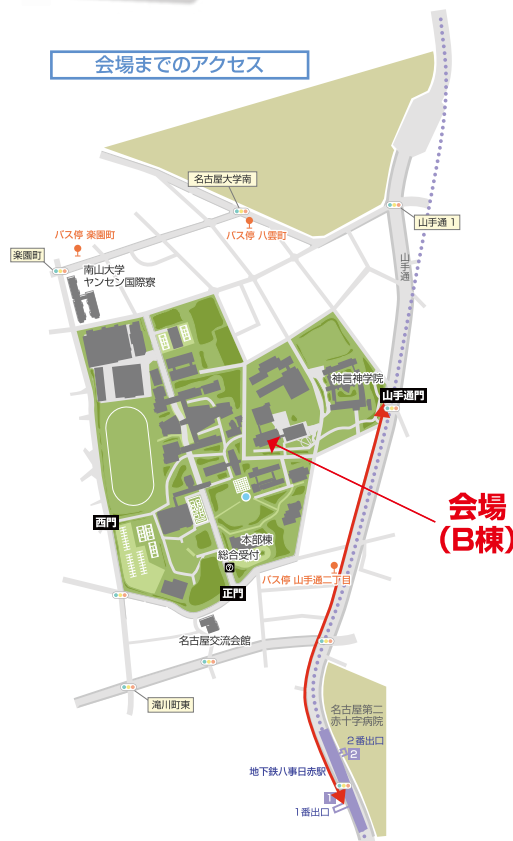 会場までのアクセス
名古屋大学南
山手通 1
バス停 楽園町
バス停 八雲町
楽園町
南山大学
ヤンセン国際寮
山手通
神言神学院
山手通門
会場
(B棟)
西門
本部棟
総合受付
バス停 山手通二丁目
正門
名古屋交流会館
滝川町東
名古屋第二
赤十字病院
2番出口
2
地下鉄八事日赤駅
1
1番出口